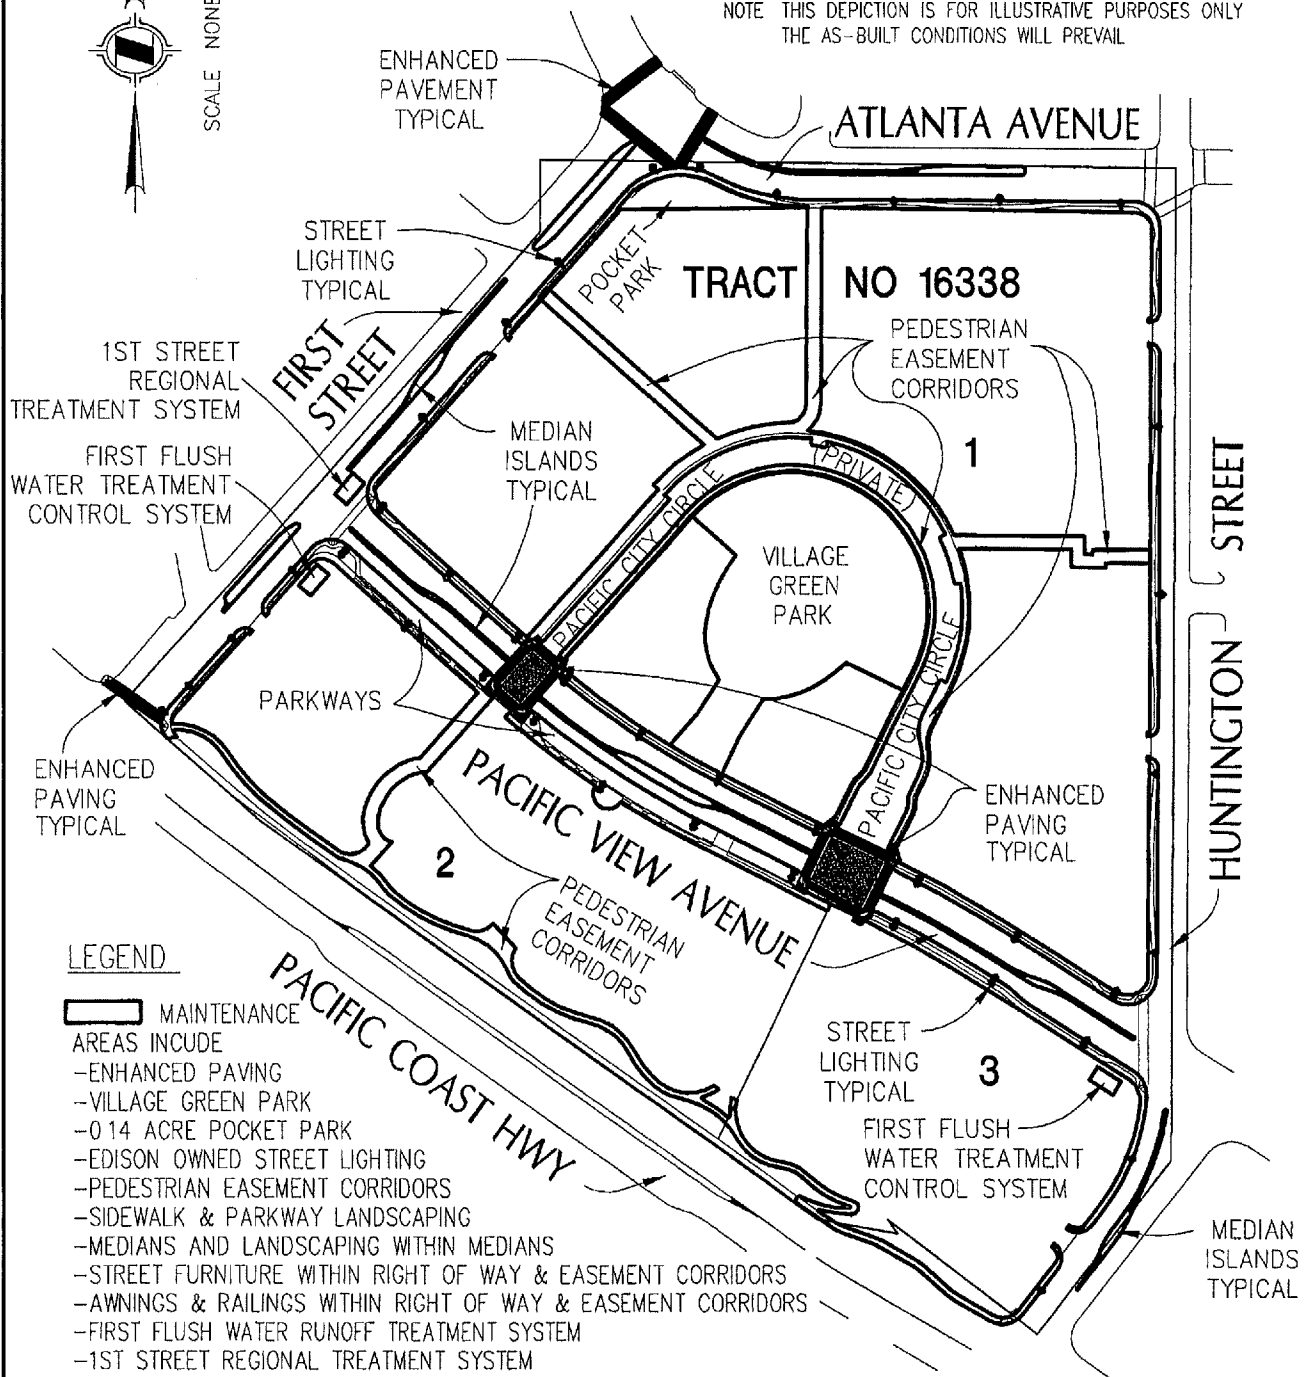 NOTE THIS DEPICTION IS FOR ILLUSTRATIVE PURPOSES ONLY
THE AS-BUILT CONDITIONS WILL PREVAIL
SCALE NONE
ENHANCED
PAVEMENT
TYPICAL
ATLANTA AVENUE
STREET
LIGHTING
TYPICAL
POCKET
PARK
TRACT NO 16338
FIRST
STREET
PEDESTRIAN
EASEMENT
CORRIDORS
1ST STREET
REGIONAL
TREATMENT SYSTEM
MEDIAN
ISLANDS
TYPICAL
1
FIRST FLUSH
WATER TREATMENT
CONTROL SYSTEM
PACIFIC CITY CIRCLE
(PRIVATE)
PACIFIC CITY CIRCLE
PACIFIC CITY CIRCLE
VILLAGE
GREEN
PARK
HUNTINGTON STREET
PARKWAYS
ENHANCED
PAVING
TYPICAL
PACIFIC VIEW AVENUE
ENHANCED
PAVING
TYPICAL
2
PEDESTRIAN
EASEMENT
CORRIDORS
PACIFIC COAST HWY
STREET
LIGHTING
TYPICAL
3
FIRST FLUSH
WATER TREATMENT
CONTROL SYSTEM
MEDIAN
ISLANDS
TYPICAL
LEGEND
MAINTENANCE
AREAS INCUDE
-ENHANCED PAVING
-VILLAGE GREEN PARK
-0 14 ACRE POCKET PARK
-EDISON OWNED STREET LIGHTING
-PEDESTRIAN EASEMENT CORRIDORS
-SIDEWALK & PARKWAY LANDSCAPING
-MEDIANS AND LANDSCAPING WITHIN MEDIANS
-STREET FURNITURE WITHIN RIGHT OF WAY & EASEMENT CORRIDORS
-AWNINGS & RAILINGS WITHIN RIGHT OF WAY & EASEMENT CORRIDORS
-FIRST FLUSH WATER RUNOFF TREATMENT SYSTEM
-1ST STREET REGIONAL TREATMENT SYSTEM